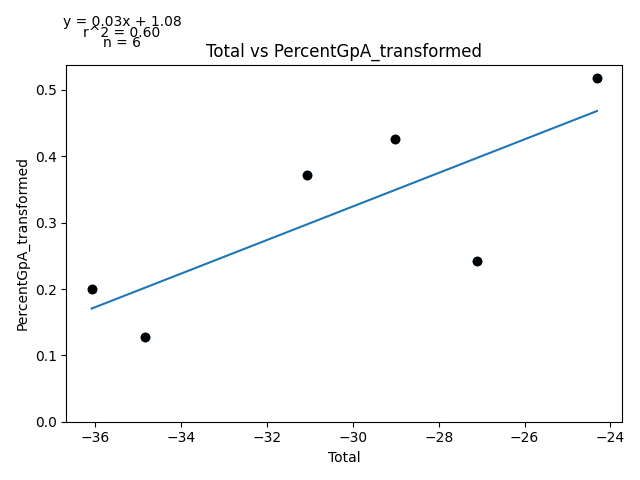 y = 0.03x + 1.08
r^2 = 0.60
n = 6
Total vs PercentGpA_transformed
PercentGpA_transformed
0.5
0.4
0.3
0.2
0.1
0.0
−36 −34 −32 −30 −28 −26 −24
Total